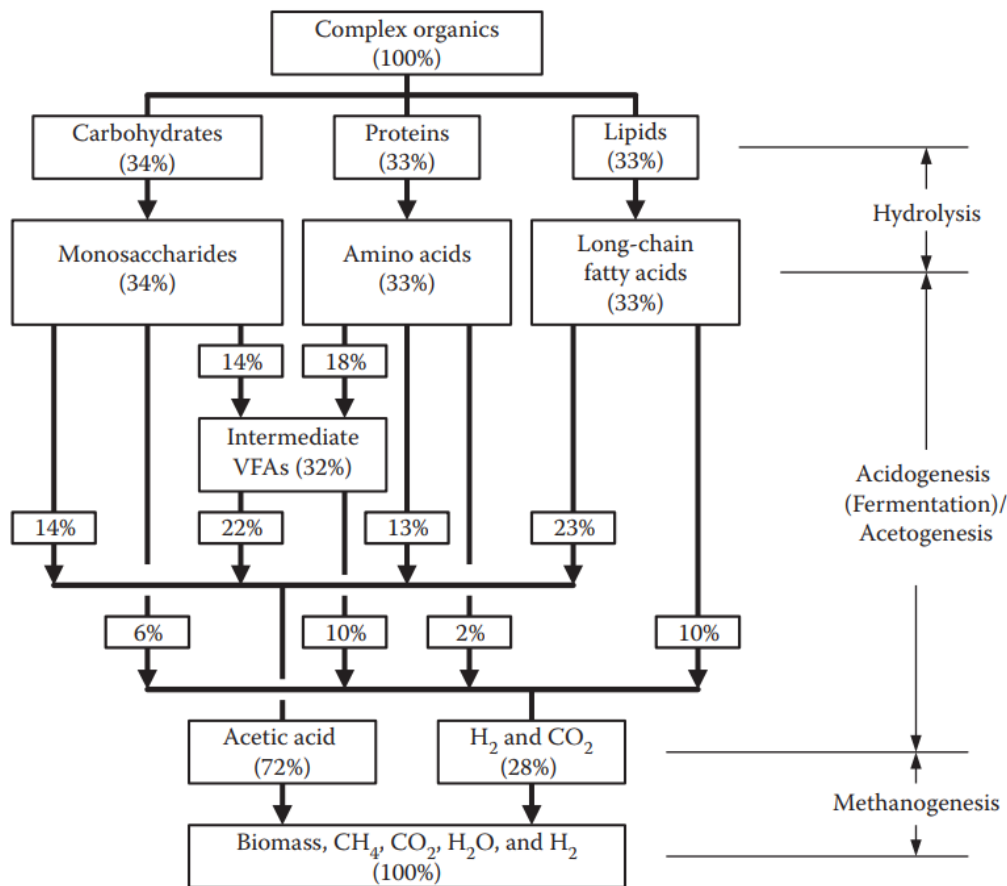 Complex organics
(100%)
Carbohydrates
(34%)
Proteins
(33%)
Lipids
(33%)
Hydrolysis
Monosaccharides
(34%)
Amino acids
(33%)
Long-chain
fatty acids
(33%)
14%
18%
Intermediate
VFAs (32%)
Acidogenesis
(Fermentation)/
Acetogenesis
14%
22%
13%
23%
6%
10%
2%
10%
Acetic acid
(72%)
H₂ and CO₂
(28%)
Methanogenesis
Biomass, CH₄, CO₂, H₂O, and H₂
(100%)